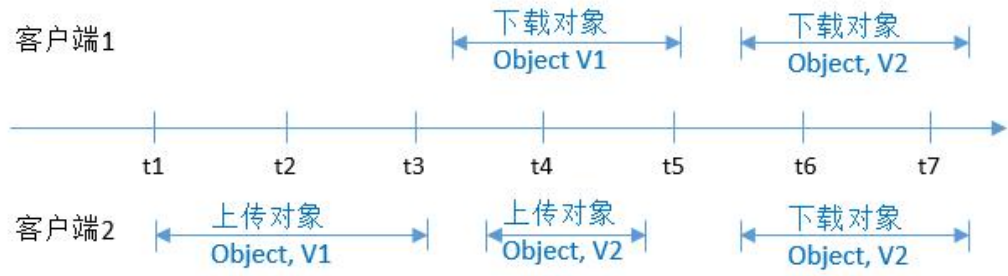 客户端1
下载对象
Object V1
下载对象
Object, V2
t1 t2 t3 t4 t5 t6 t7
客户端2
上传对象
Object, V1
上传对象
Object, V2
下载对象
Object, V2